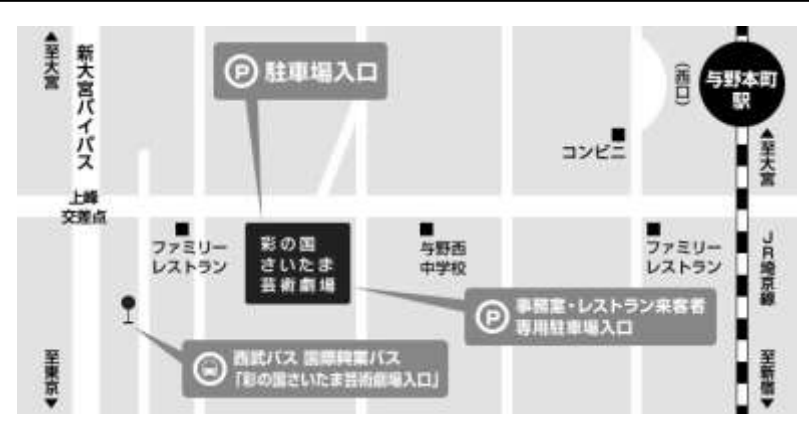 ▲至大宮
新大宮バイパス
P 駐車場入口
(西口)
与野本町
駅
コンビニ
▲至大宮
上峰
交差点
ファミリー
レストラン
彩の国
さいたま
芸術劇場
与野西
中学校
ファミリー
レストラン
JR埼京線
P 事務室・レストラン来客者
専用駐車場入口
西武バス 国際興業バス
「彩の国さいたま芸術劇場入口」
至東京▼
至新宿▼